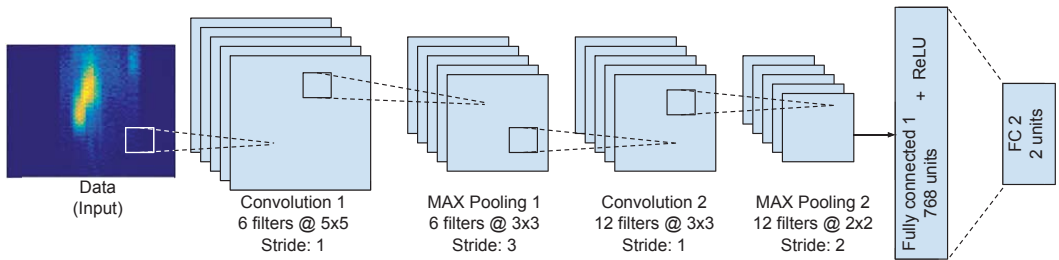 Data
(Input)
Convolution 1
6 filters @ 5x5
Stride: 1
MAX Pooling 1
6 filters @ 3x3
Stride: 3
Convolution 2
12 filters @ 3x3
Stride: 1
MAX Pooling 2
12 filters @ 2x2
Stride: 2
Fully connected 1 + ReLU
768 units
FC 2
2 units